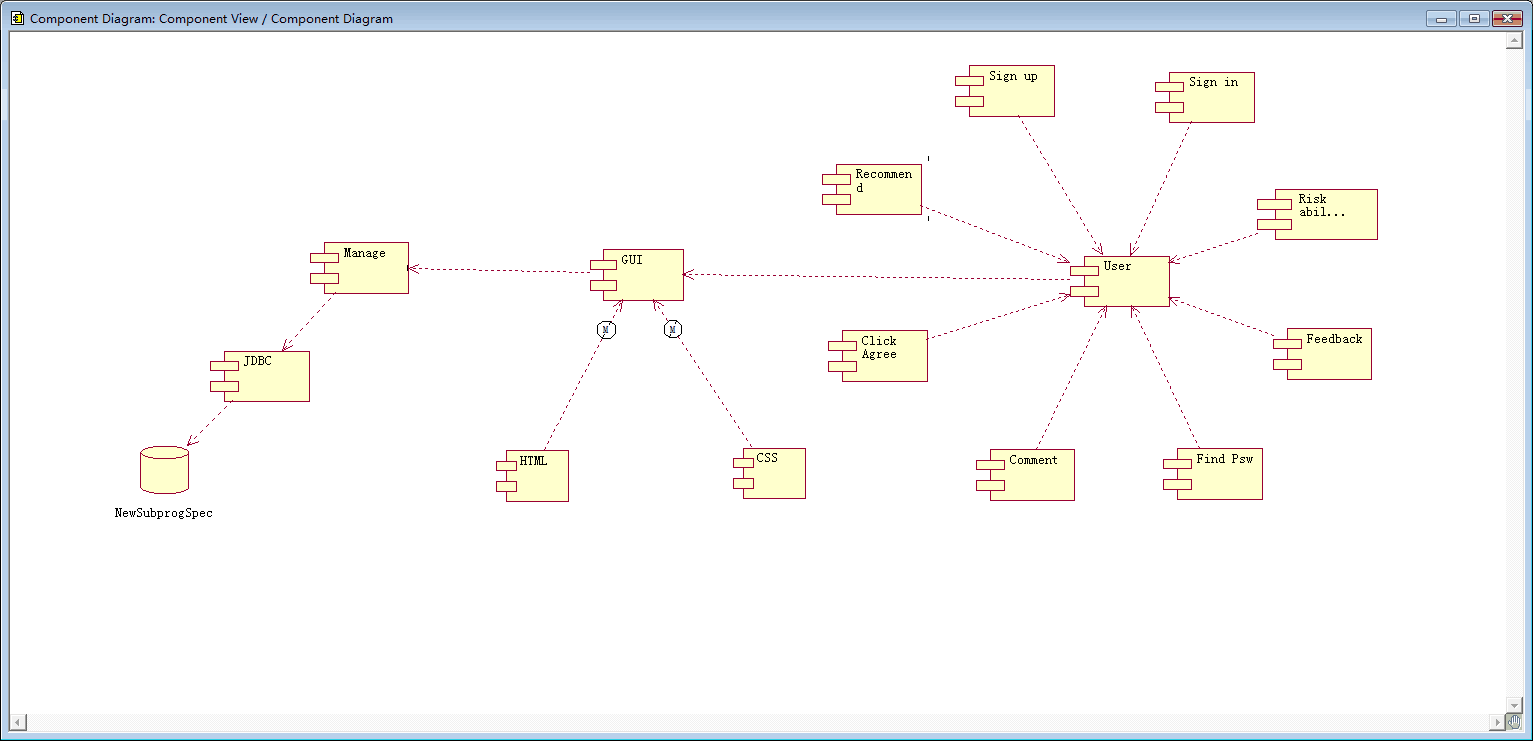 Component Diagram: Component View / Component Diagram
Sign up
Sign in
Recommen
d
Risk
abil...
Manage
GUI
User
M
M
Click
Agree
Feedback
JDBC
HTML
CSS
Comment
Find Psw
NewSubprogSpec